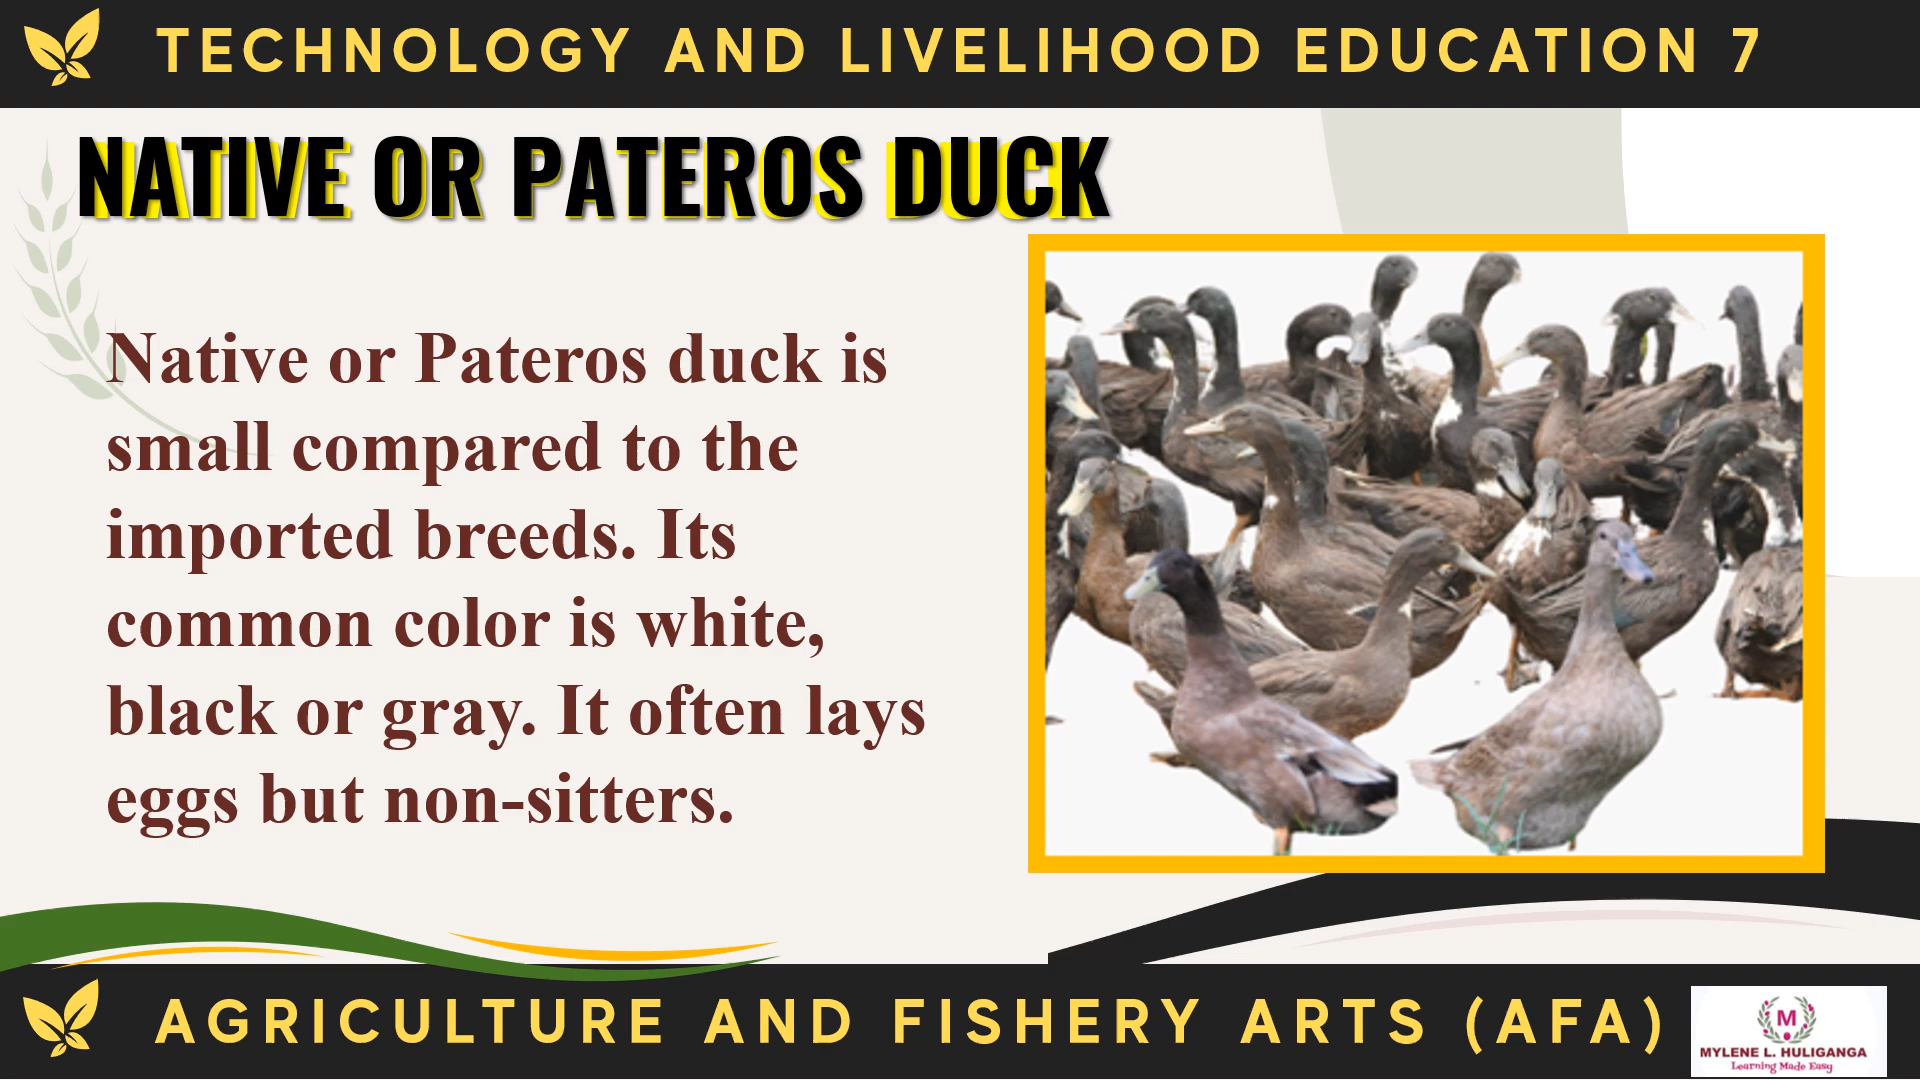 TECHNOLOGY AND LIVELIHOOD EDUCATION 7
NATIVE OR PATEROS DUCK
Native or Pateros duck is
small compared to the
imported breeds. Its
common color is white,
black or gray. It often lays
eggs but non-sitters.
AGRICULTURE AND FISHERY ARTS (AFA)
M
MYLENE L. HULIGANGA
Learning Made Easy